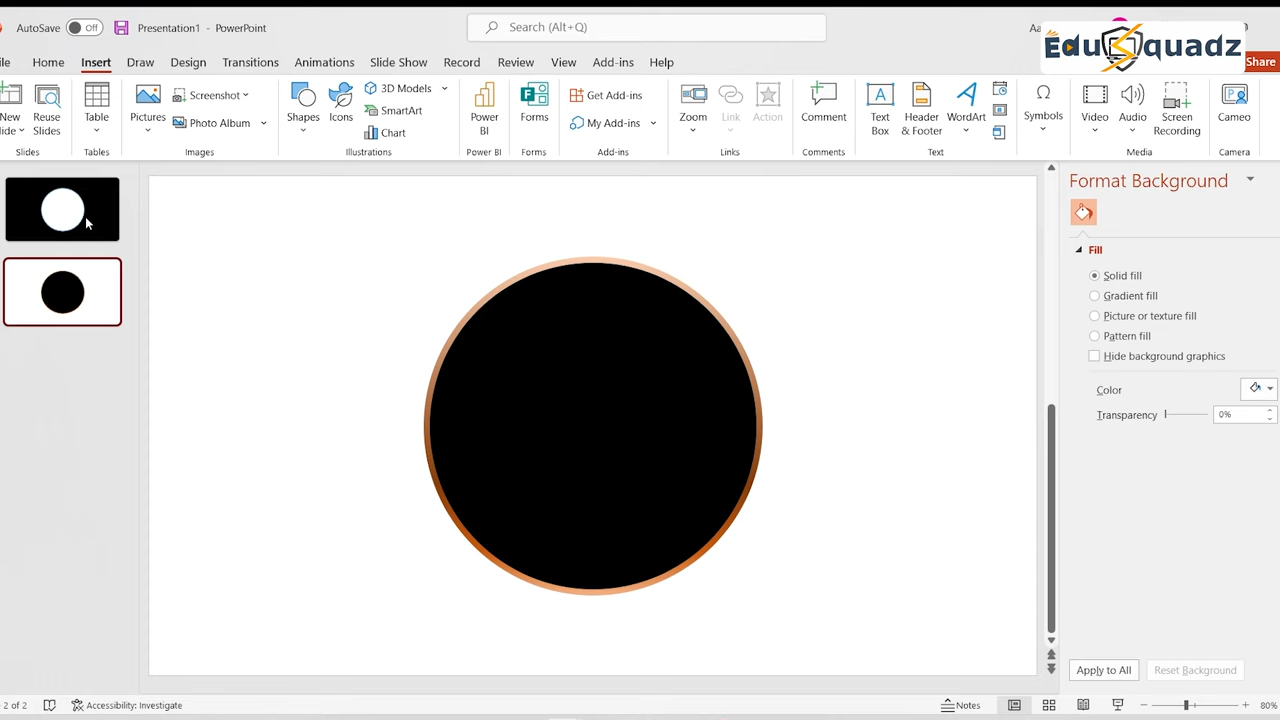 AutoSave Off Presentation1 - PowerPoint Search (Alt+Q)
EduSquadz
Home Insert Draw Design Transitions Animations Slide Show Record Review View Add-ins Help Share
New Slide
Reuse Slides
Slides
Table
Tables
Pictures
Screenshot
Photo Album
Images
Shapes
Icons
3D Models
SmartArt
Chart
Illustrations
Power BI
Power BI
Forms
Forms
Get Add-ins
My Add-ins
Add-ins
Zoom
Link
Action
Links
Comment
Comments
Text Box
Header & Footer
WordArt
Text
Symbols
Video
Audio
Screen Recording
Media
Cameo
Camera
Format Background
Fill
Solid fill
Gradient fill
Picture or texture fill
Pattern fill
Hide background graphics
Color
Transparency 0%
Apply to All Reset Background
2 of 2 Accessibility: Investigate Notes 80%